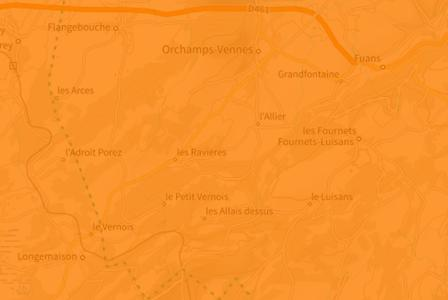 D461
Flangebouche
rey
Orchamps-Vennes
Fuans
Grandfontaine
les Arces
l'Allier
les Fournets
Fournets-Luisans
l'Adroit Porez
les Ravières
le Petit Vernois
le Luisans
les Allais dessus
le Vernois
Longemaison